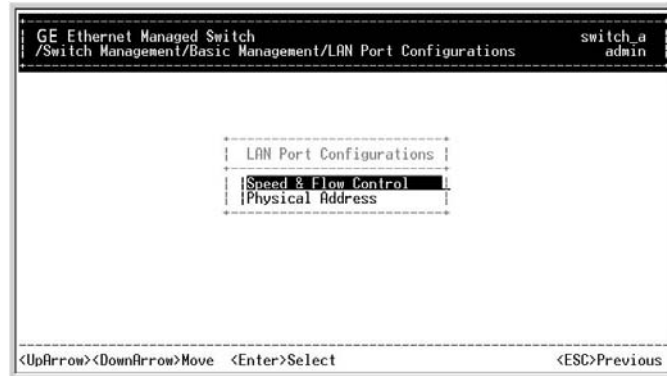 GE Ethernet Managed Switch switch_a
/Switch Management/Basic Management/LAN Port Configurations admin
LAN Port Configurations
Speed & Flow Control
Physical Address
<UpArrow><DownArrow>Move <Enter>Select <ESC>Previous